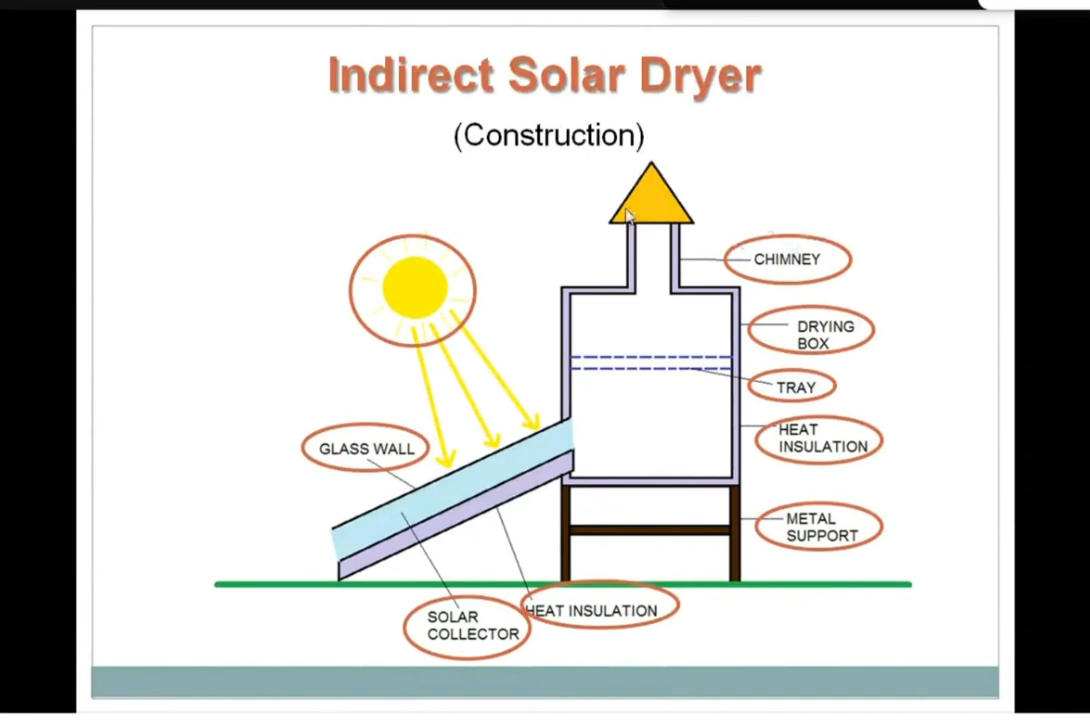 Indirect Solar Dryer
(Construction)
CHIMNEY
DRYING
BOX
TRAY
GLASS WALL
HEAT
INSULATION
METAL
SUPPORT
HEAT INSULATION
SOLAR
COLLECTOR